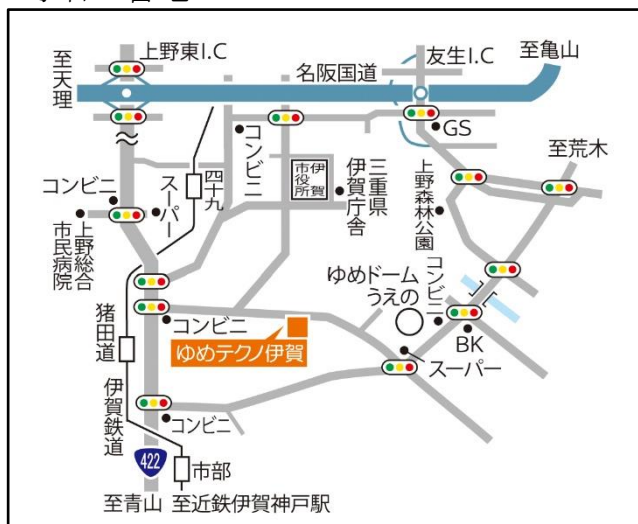 上野東I.C
友生I.C
至亀山
至天理
名阪国道
GS
コンビニ
至荒木
四十九
伊賀
市役所
三重県
伊賀庁舎
上野森林公園
コンビニ
スーパー
上野総合
市民病院
ゆめドーム
うえの
コンビニ
猪田道
コンビニ
BK
ゆめテクノ伊賀
スーパー
伊賀鉄道
コンビニ
422
市部
至青山
至近鉄伊賀神戸駅